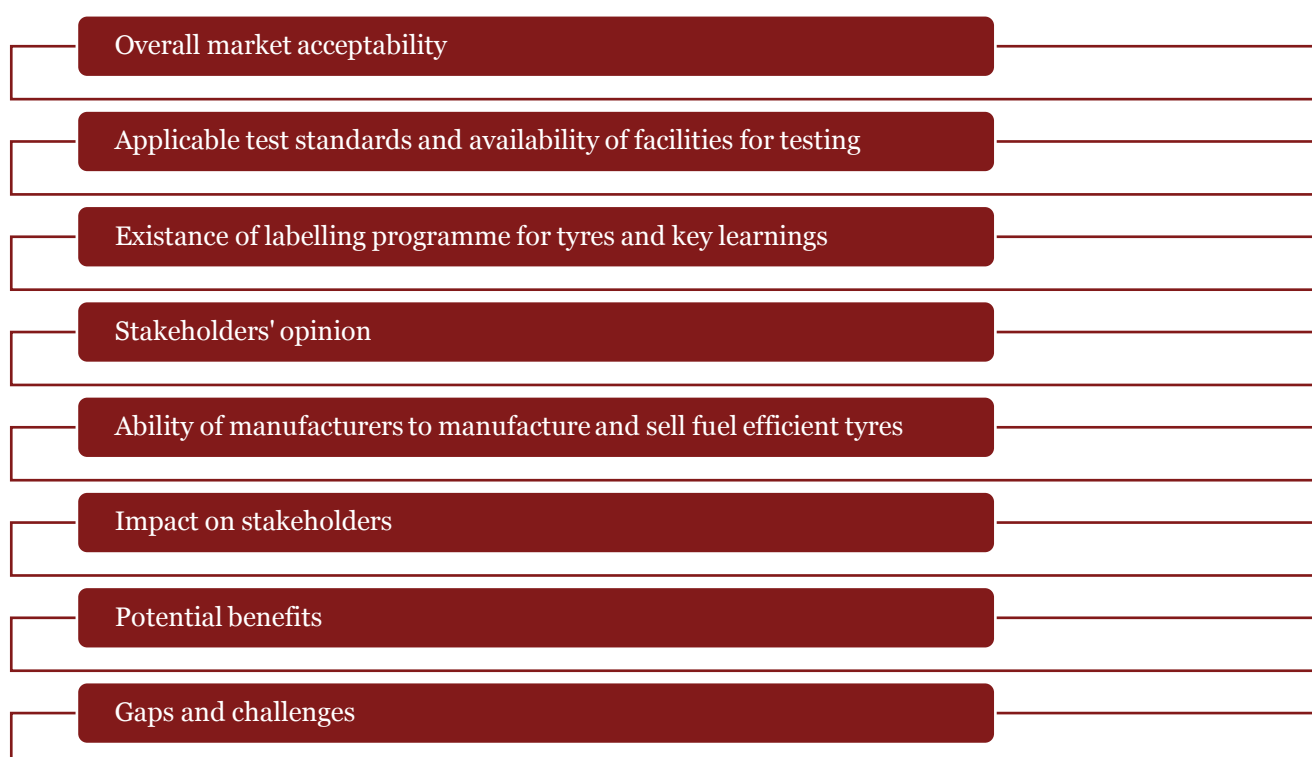 Overall market acceptability
Applicable test standards and availability of facilities for testing
Existance of labelling programme for tyres and key learnings
Stakeholders' opinion
Ability of manufacturers to manufacture and sell fuel efficient tyres
Impact on stakeholders
Potential benefits
Gaps and challenges